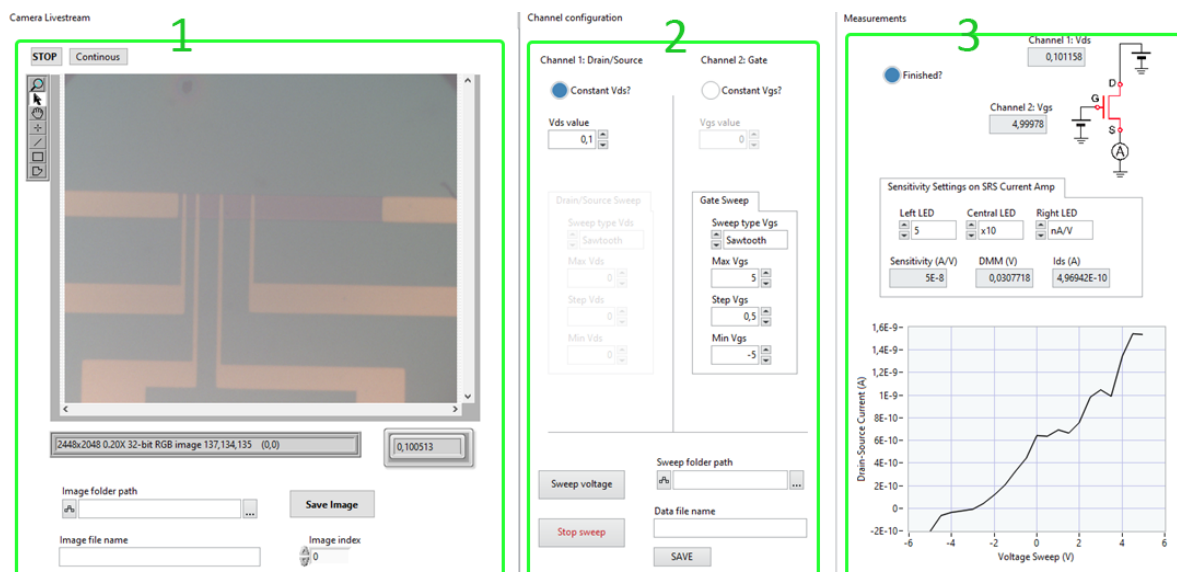 Camera Livestream
1
STOP
Continous
2448x2048 0.20X 32-bit RGB image 137,134,135 (0,0)
0,100513
Image folder path
...
Save Image
Image file name
Image index
0
Channel configuration
2
Channel 1: Drain/Source
Channel 2: Gate
Constant Vds?
Constant Vgs?
Vds value
0,1
Vgs value
0
Drain/Source Sweep
Sweep type Vds
Sawtooth
Max Vds
0
Step Vds
0
Min Vds
0
Gate Sweep
Sweep type Vgs
Sawtooth
Max Vgs
5
Step Vgs
0,5
Min Vgs
-5
Sweep voltage
Stop sweep
Sweep folder path
...
Data file name
SAVE
Measurements
3
Finished?
Channel 1: Vds
0,101158
Channel 2: Vgs
4,99978
D
G
S
A
Sensitivity Settings on SRS Current Amp
Left LED
Central LED
Right LED
5
x10
nA/V
Sensitivity (A/V)
DMM (V)
Ids (A)
5E-8
0,0307718
4,96942E-10
Drain-Source Current (A)
1,6E-9
1,4E-9
1,2E-9
1E-9
8E-10
6E-10
4E-10
2E-10
0
-2E-10
-6
-4
-2
0
2
4
6
Voltage Sweep (V)